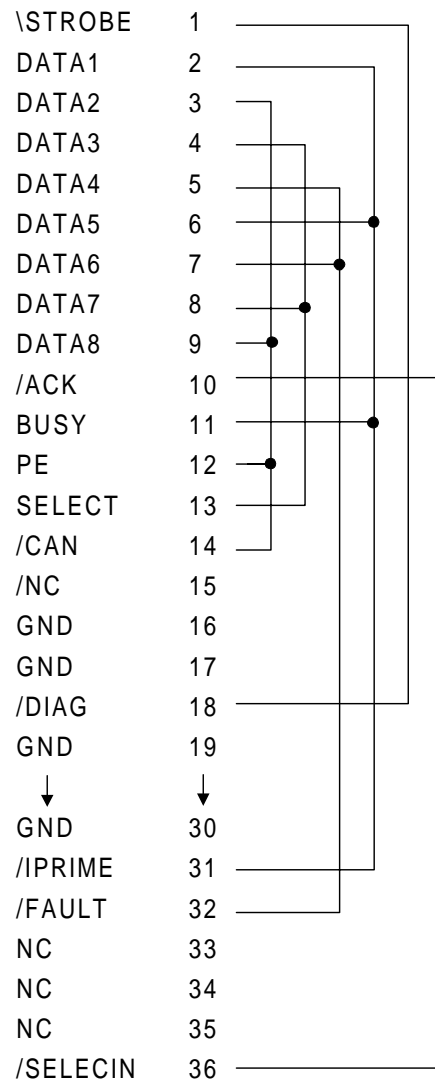 \STROBE 1
DATA1 2
DATA2 3
DATA3 4
DATA4 5
DATA5 6
DATA6 7
DATA7 8
DATA8 9
/ACK 10
BUSY 11
PE 12
SELECT 13
/CAN 14
/NC 15
GND 16
GND 17
/DIAG 18
GND 19
GND 30
/IPRIME 31
/FAULT 32
NC 33
NC 34
NC 35
/SELECIN 36